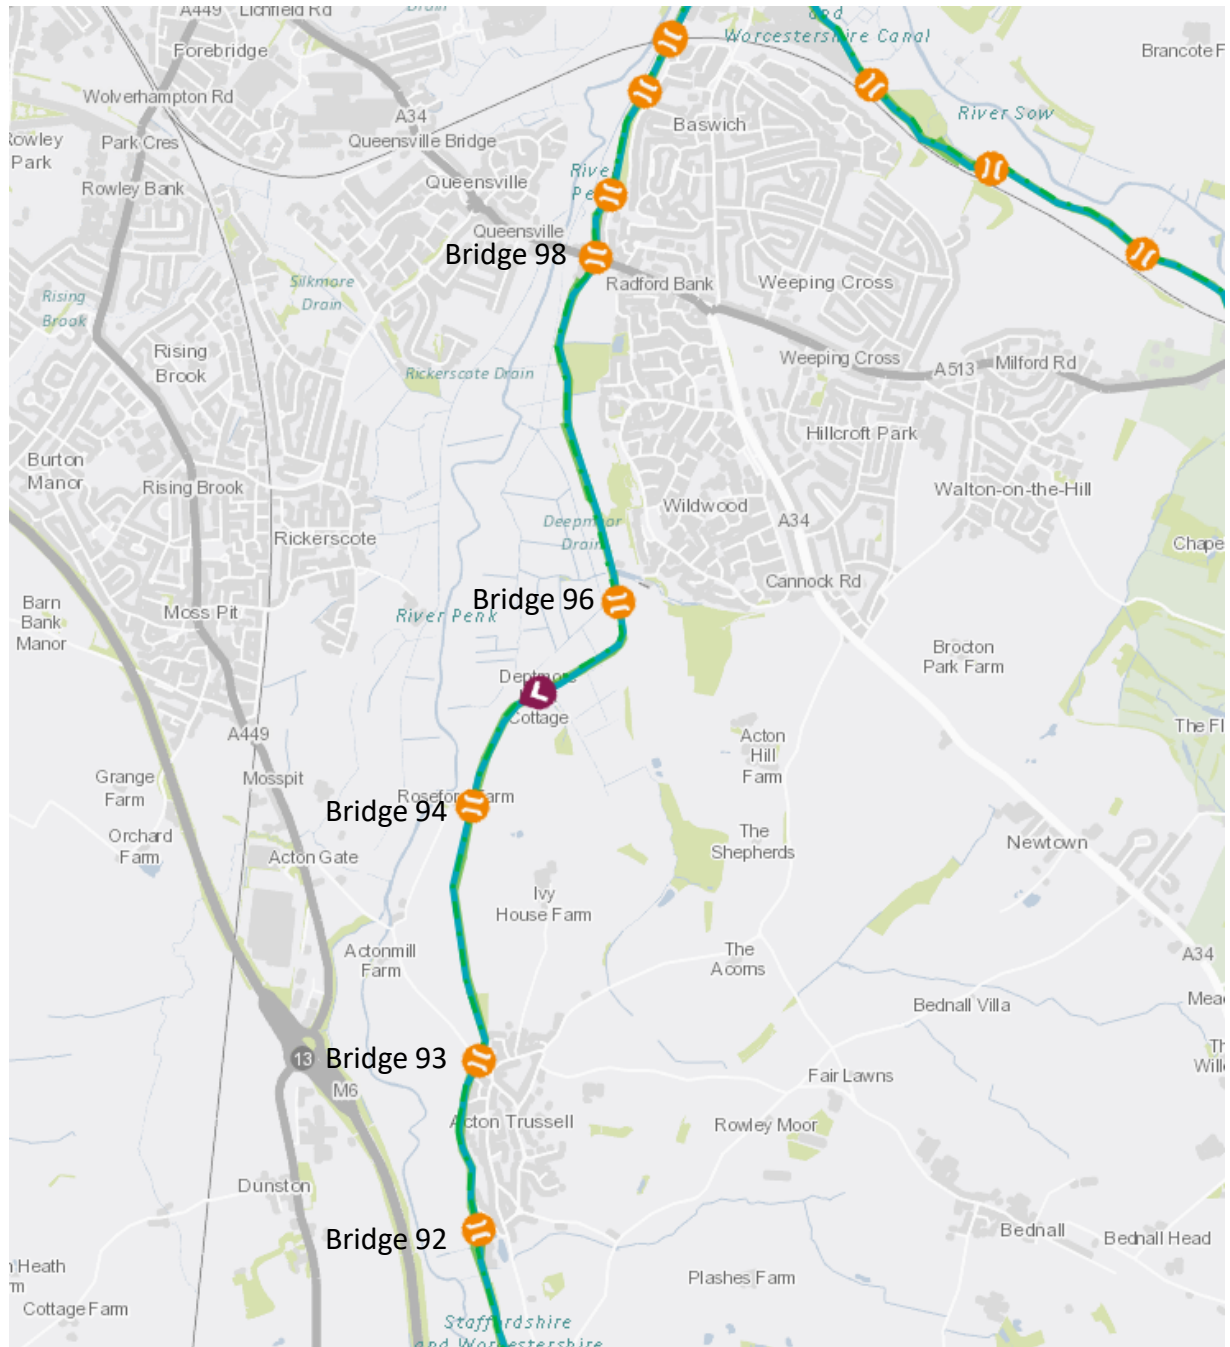 A449
Lichfield Rd
Drain
and
Worcestershire Canal
Forebridge
Brancote F
Wolverhampton Rd
A34
River Sow
Rowley
Park
Park Cres
Queensville Bridge
Baswich
Rowley Bank
Queensville
Queensville
Bridge 98
Radford Bank
Weeping Cross
Silkmore
Drain
Rising
Brook
Rising
Brook
Rickerscote Drain
Weeping Cross
A513
Milford Rd
Hillcroft Park
Burton
Manor
Rising Brook
Walton-on-the-Hill
Wildwood
A34
Rickerscote
Drain
Chape
Cannock Rd
Bridge 96
Barn
Bank
Manor
Moss Pit
River Penk
Brocton
Park Farm
Cottage
A449
Acton
Hill
Farm
The Fl
Grange
Farm
Mosspit
Bridge 94
Orchard
Farm
Acton Gate
The
Shepherds
Newtown
Ivy
House Farm
Actonmill
Farm
The
Acorns
A34
Bednall Villa
Mea
13
Bridge 93
Th
Wille
M6
Fair Lawns
Acton Trussell
Rowley Moor
Dunston
Bridge 92
Bednall
Bednall Head
Heath
Cottage Farm
Plashes Farm
Staffordshire
and Worcestershire